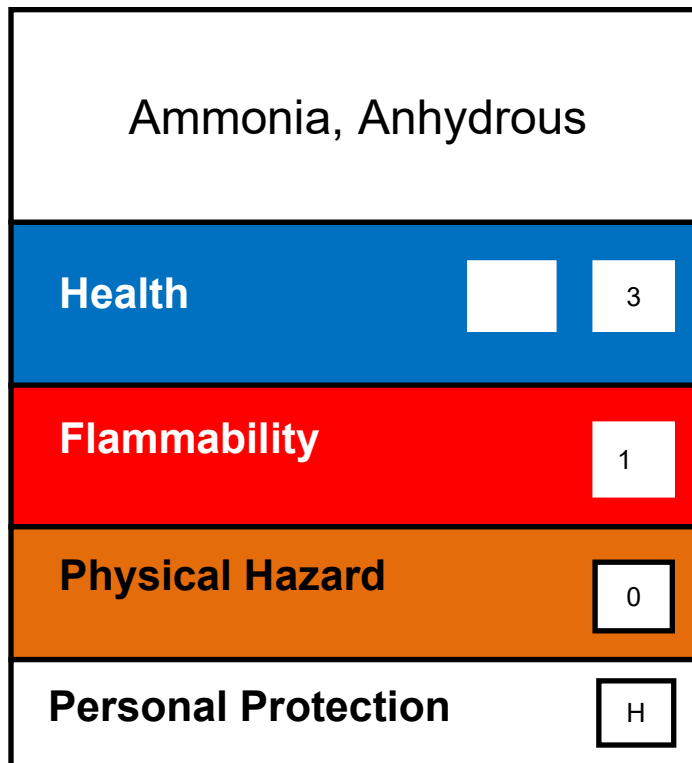 Ammonia, Anhydrous
Health 3
Flammability 1
Physical Hazard 0
Personal Protection H